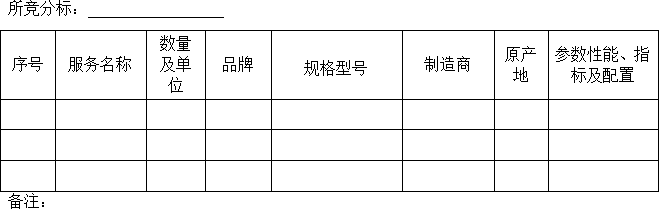 所竞分标：
序号 服务名称 数量及单位 品牌 规格型号 制造商 原产地 参数性能、指标及配置
备注：